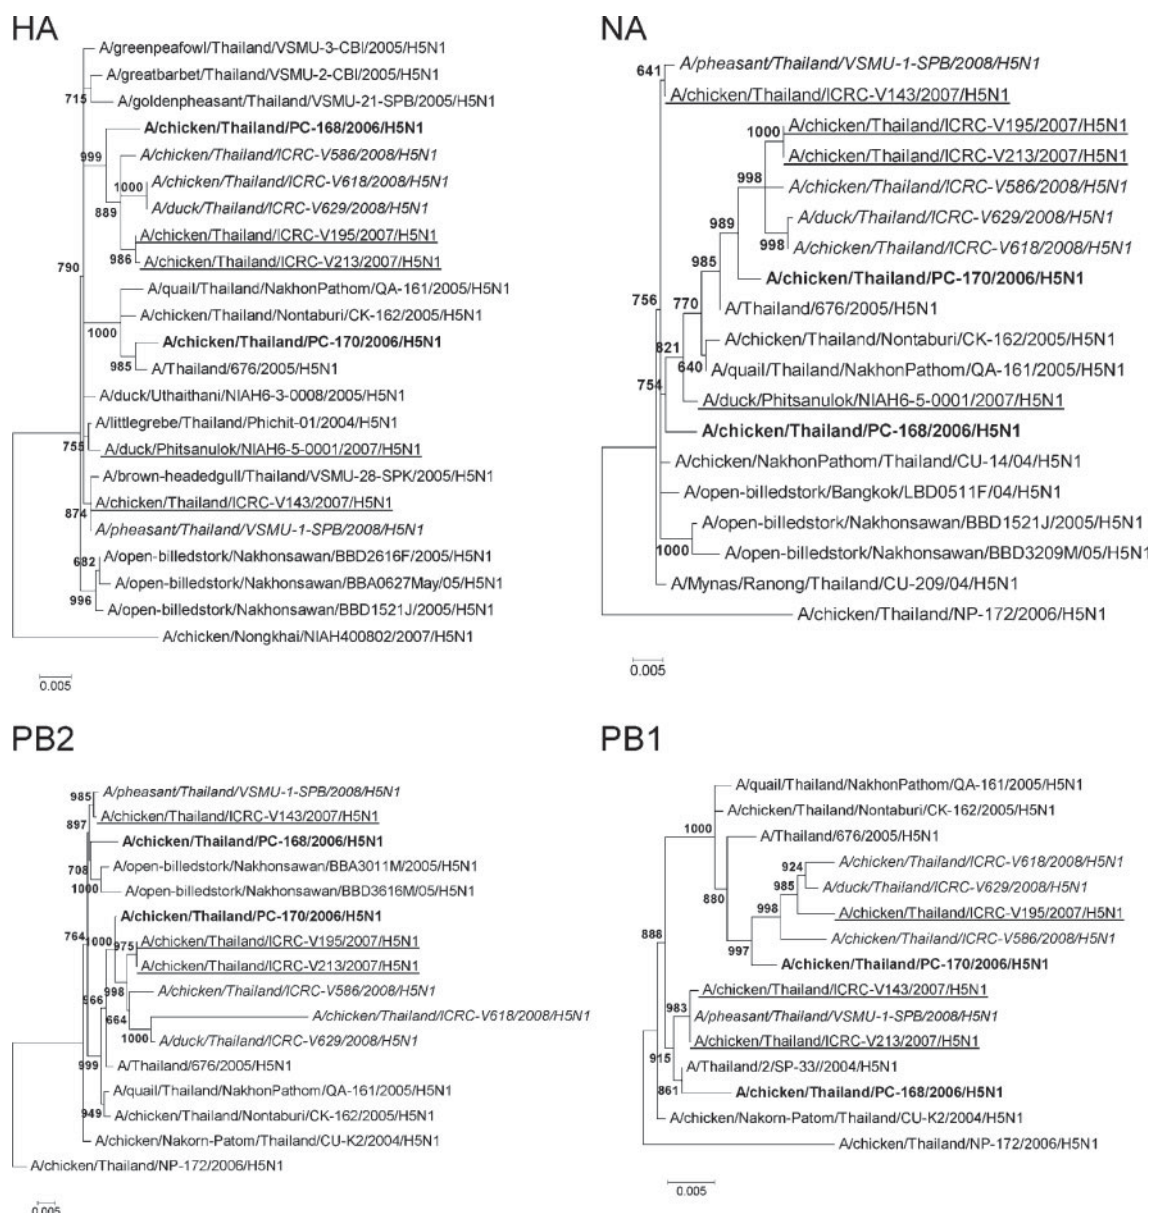 HA
A/greenpeafowl/Thailand/VSMU-3-CBI/2005/H5N1
A/greatbarbet/Thailand/VSMU-2-CBI/2005/H5N1
715
A/goldenpheasant/Thailand/VSMU-21-SPB/2005/H5N1
A/chicken/Thailand/PC-168/2006/H5N1
999
A/chicken/Thailand/ICRC-V586/2008/H5N1
A/chicken/Thailand/ICRC-V618/2008/H5N1
1000
889
A/duck/Thailand/ICRC-V629/2008/H5N1
A/chicken/Thailand/ICRC-V195/2007/H5N1
986
A/chicken/Thailand/ICRC-V213/2007/H5N1
790
A/quail/Thailand/NakhonPathom/QA-161/2005/H5N1
A/chicken/Thailand/Nontaburi/CK-162/2005/H5N1
1000
A/chicken/Thailand/PC-170/2006/H5N1
985
A/Thailand/676/2005/H5N1
A/duck/Uthaithani/NIAH6-3-0008/2005/H5N1
A/littlegrebe/Thailand/Phichit-01/2004/H5N1
755
A/duck/Phitsanulok/NIAH6-5-0001/2007/H5N1
A/brown-headedgull/Thailand/VSMU-28-SPK/2005/H5N1
A/chicken/Thailand/ICRC-V143/2007/H5N1
874
A/pheasant/Thailand/VSMU-1-SPB/2008/H5N1
A/open-billedstork/Nakhonsawan/BBD2616F/2005/H5N1
682
A/open-billedstork/Nakhonsawan/BBA0627May/05/H5N1
996
A/open-billedstork/Nakhonsawan/BBD1521J/2005/H5N1
A/chicken/Nongkhai/NIAH400802/2007/H5N1
0.005
NA
A/pheasant/Thailand/VSMU-1-SPB/2008/H5N1
641
A/chicken/Thailand/ICRC-V143/2007/H5N1
A/chicken/Thailand/ICRC-V195/2007/H5N1
1000
A/chicken/Thailand/ICRC-V213/2007/H5N1
998
A/chicken/Thailand/ICRC-V586/2008/H5N1
A/duck/Thailand/ICRC-V629/2008/H5N1
989
998
A/chicken/Thailand/ICRC-V618/2008/H5N1
985
A/chicken/Thailand/PC-170/2006/H5N1
756
770
A/Thailand/676/2005/H5N1
A/chicken/Thailand/Nontaburi/CK-162/2005/H5N1
821
640
A/quail/Thailand/NakhonPathom/QA-161/2005/H5N1
754
A/duck/Phitsanulok/NIAH6-5-0001/2007/H5N1
A/chicken/Thailand/PC-168/2006/H5N1
A/chicken/NakhonPathom/Thailand/CU-14/04/H5N1
A/open-billedstork/Bangkok/LBD0511F/04/H5N1
A/open-billedstork/Nakhonsawan/BBD1521J/2005/H5N1
1000
A/open-billedstork/Nakhonsawan/BBD3209M/05/H5N1
A/Mynas/Ranong/Thailand/CU-209/04/H5N1
A/chicken/Thailand/NP-172/2006/H5N1
0.005
PB2
A/pheasant/Thailand/VSMU-1-SPB/2008/H5N1
985
A/chicken/Thailand/ICRC-V143/2007/H5N1
897
A/chicken/Thailand/PC-168/2006/H5N1
708
A/open-billedstork/Nakhonsawan/BBA3011M/2005/H5N1
1000
A/open-billedstork/Nakhonsawan/BBD3616M/05/H5N1
A/chicken/Thailand/PC-170/2006/H5N1
764
1000
975
A/chicken/Thailand/ICRC-V195/2007/H5N1
A/chicken/Thailand/ICRC-V213/2007/H5N1
998
A/chicken/Thailand/ICRC-V586/2008/H5N1
966
664
A/chicken/Thailand/ICRC-V618/2008/H5N1
1000
A/duck/Thailand/ICRC-V629/2008/H5N1
999
A/Thailand/676/2005/H5N1
A/quail/Thailand/NakhonPathom/QA-161/2005/H5N1
949
A/chicken/Thailand/Nontaburi/CK-162/2005/H5N1
A/chicken/Nakorn-Patom/Thailand/CU-K2/2004/H5N1
A/chicken/Thailand/NP-172/2006/H5N1
0.005
PB1
A/quail/Thailand/NakhonPathom/QA-161/2005/H5N1
A/chicken/Thailand/Nontaburi/CK-162/2005/H5N1
1000
A/Thailand/676/2005/H5N1
924
A/chicken/Thailand/ICRC-V618/2008/H5N1
985
A/duck/Thailand/ICRC-V629/2008/H5N1
880
998
A/chicken/Thailand/ICRC-V195/2007/H5N1
888
A/chicken/Thailand/ICRC-V586/2008/H5N1
997
A/chicken/Thailand/PC-170/2006/H5N1
A/chicken/Thailand/ICRC-V143/2007/H5N1
983
A/pheasant/Thailand/VSMU-1-SPB/2008/H5N1
A/chicken/Thailand/ICRC-V213/2007/H5N1
915
A/Thailand/2/SP-33//2004/H5N1
861
A/chicken/Thailand/PC-168/2006/H5N1
A/chicken/Nakorn-Patom/Thailand/CU-K2/2004/H5N1
A/chicken/Thailand/NP-172/2006/H5N1
0.005